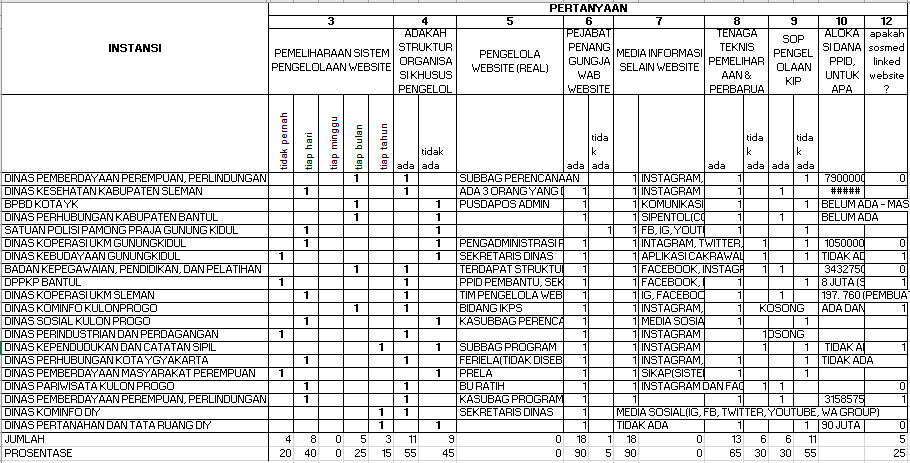 INSTANSI PERTANYAAN
3 4 5 6 7 8 9 10 12
PEMELIHARAAN SISTEM PENGELOLAAN WEBSITE
ADAKAH STRUKTUR ORGANISASI KHUSUS PENGELOL
PENGELOLA WEBSITE (REAL)
PEJABAT PENANGGUNGJAWAB WEBSITE
MEDIA INFORMASI SELAIN WEBSITE
TENAGA TEKNIS PEMELIHARAAN & PERBARUA
SOP PENGELOLAAN KIP
ALOKASI DANA PPID, UNTUK APA
apakah sosmed linked website ?
tidak pernah tiap hari tiap minggu tiap bulan tiap tahun ada tidak ada ada tidak ada ada tidak ada ada tidak ada
DINAS PEMBERDAYAAN PEREMPUAN, PERLINDUNGAN 1 1 SUBBAG PERENCANAAN 1 INSTAGRAM, 1 1 7900000 0
DINAS KESEHATAN KABUPATEN SLEMAN 1 1 ADA 3 ORANG YANG D 1 1 INSTAGRAM, 1 1 #####
BPBD KOTA YK 1 1 PUSDAPOS ADMIN 1 1 KOMUNIKASI 1 1 BELUM ADA - MAS
DINAS PERHUBUNGAN KABUPATEN BANTUL 1 1 1 1 SIPENTOL(CC 1 1 BELUM ADA
SATUAN POLISI PAMONG PRAJA GUNUNG KIDUL 1 1 1 1 FB, IG, YOUTU 1 1
DINAS KOPERASI UKM GUNUNGKIDUL 1 1 PENGADMINISTRASI P 1 1 INTAGRAM, TWITTER, 1 1 1050000 0
DINAS KEBUDAYAAN GUNUNGKIDUL 1 1 SEKRETARIS DINAS 1 1 APLIKASI CAKRAWAL 1 1 TIDAK AD 1
BADAN KEPEGAWAIAN, PENDIDIKAN, DAN PELATIHAN 1 1 TERDAPAT STRUKTU 1 1 FACEBOOK, INSTAGR 1 1 3432750 0
DPPKP BANTUL 1 1 PPID PEMBANTU, SEK 1 1 FACEBOOK, I 1 1 8 JUTA (S 1
DINAS KOPERASI UKM SLEMAN 1 1 TIM PENGELOLA WEB 1 1 IG, FACEBOO 1 1 197. 760 (PEMBUAT
DINAS KOMINFO KULONPROGO 1 1 BIDANG IKPS 1 1 INSTAGRAM, 1 KOSONG ADA DAN 1
DINAS SOSIAL KULON PROGO 1 1 KASUBBAG PERENCA 1 1 MEDIA SOSIA 1 1
DINAS PERINDUSTRIAN DAN PERDAGANGAN 1 1 1 1 INSTAGRAM 1 OSONG
DINAS KEPENDUDUKAN DAN CATATAN SIPIL 1 1 SUBBAG PROGRAM 1 1 INSTAGRAM, 1 1 TIDAK AI 1
DINAS PERHUBUNGAN KOTA YGYAKARTA 1 1 FERIELA(TIDAK DISEB 1 1 INSTAGRAM, 1 1 TIDAK ADA
DINAS PEMBERDAYAAN MASYARAKAT PEREMPUAN 1 1 PRELA 1 1 SIKAP(SISTE 1 1
DINAS PARIWISATA KULON PROGO 1 1 BU RATIH 1 1 INSTAGRAM DAN FAC 1 1 0
DINAS PEMBERDAYAAN PEREMPUAN, PERLINDUNGAN 1 1 KASUBAG PROGRAM 1 1 INSTAGRAM, 1 1 3158575 1
DINAS KOMINFO DIY 1 1 SEKRETARIS DINAS MEDIA SOSIAL(IG, FB, TWITTER, YOUTUBE, WA GROUP) 0
DINAS PERTANAHAN DAN TATA RUANG DIY 1 1 1 TIDAK ADA 1 1 90 JUTA 0
JUMLAH 4 8 0 5 3 11 9 0 18 1 18 0 13 6 6 11 5
PROSENTASE 20 40 0 25 15 55 45 0 90 5 90 0 65 30 30 55 25